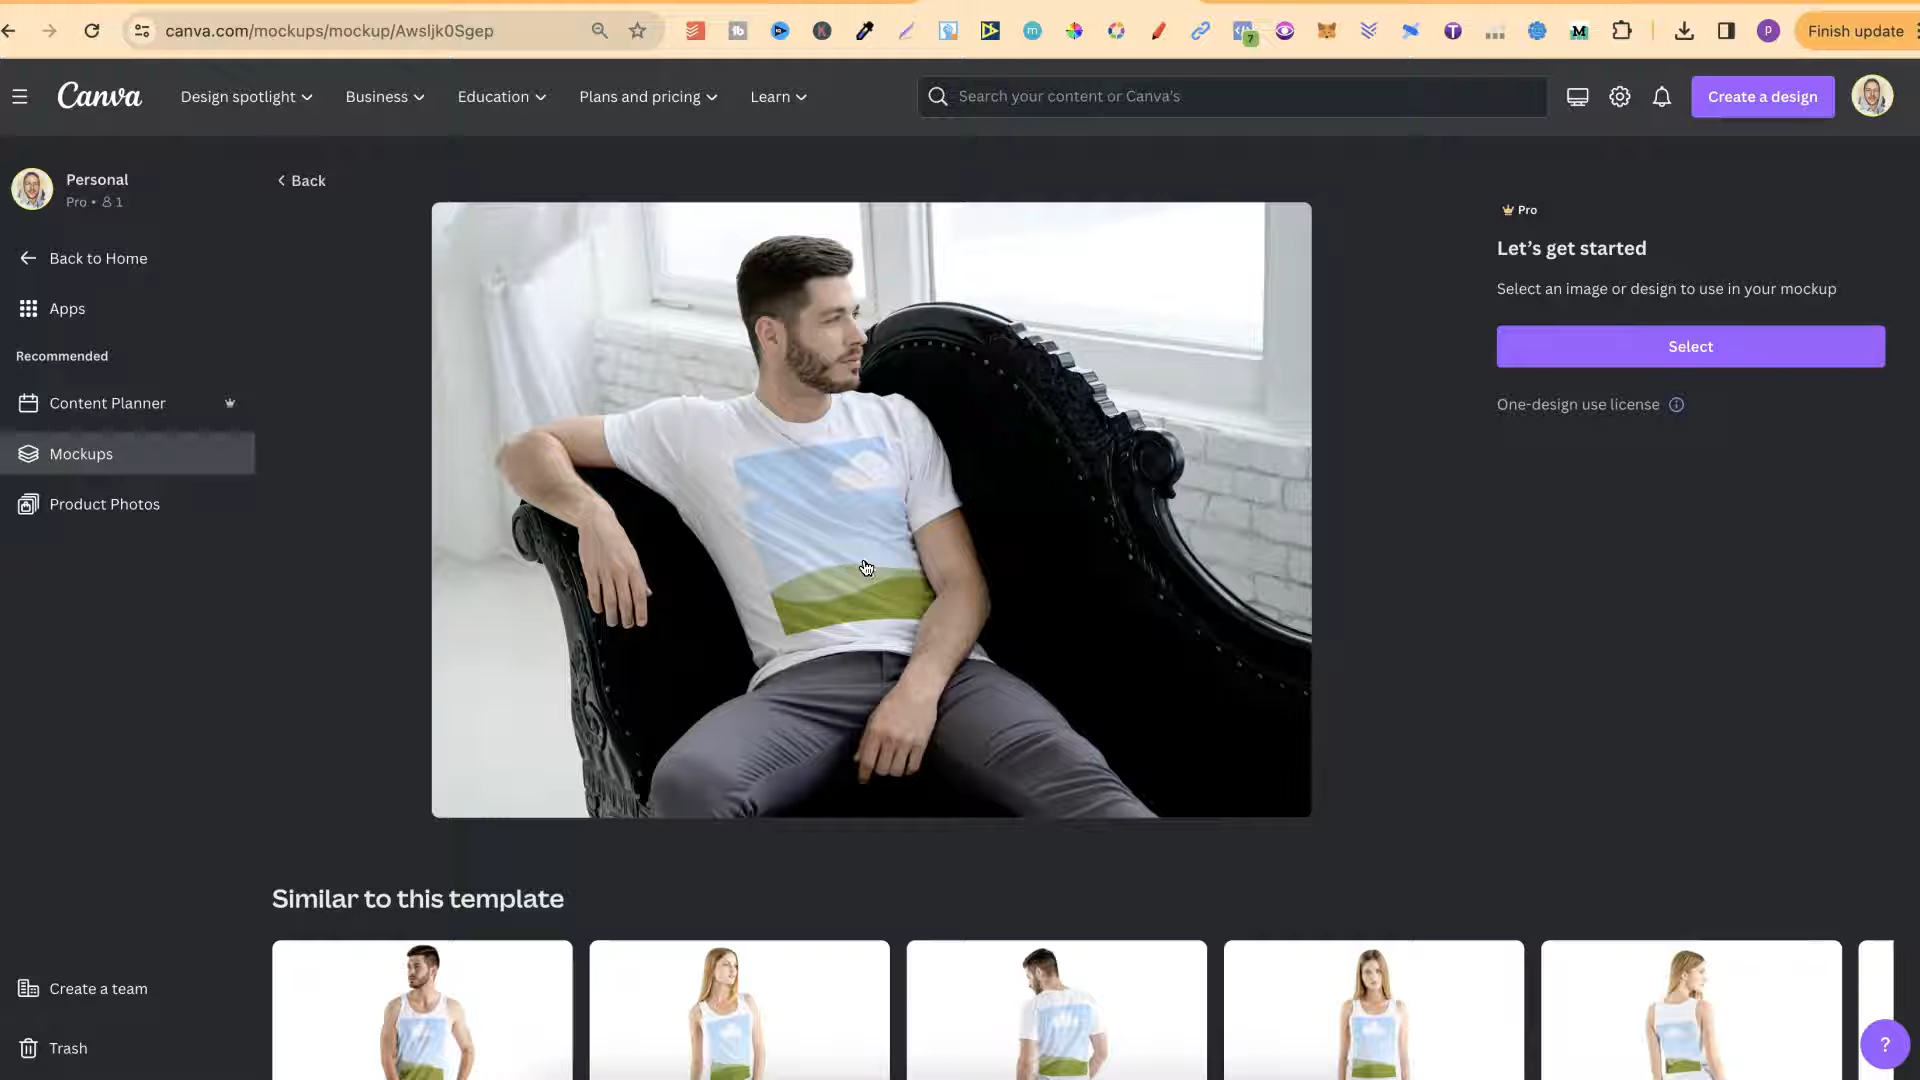 canva.com/mockups/mockup/Awsljk0Sgep
7
P
Finish update
Canva
Design spotlight
Business
Education
Plans and pricing
Learn
Search your content or Canva's
Create a design
Personal
Pro • 1
Back
Back to Home
Apps
Recommended
Content Planner
Mockups
Product Photos
Pro
Let's get started
Select an image or design to use in your mockup
Select
One-design use license
Similar to this template
Create a team
Trash
?